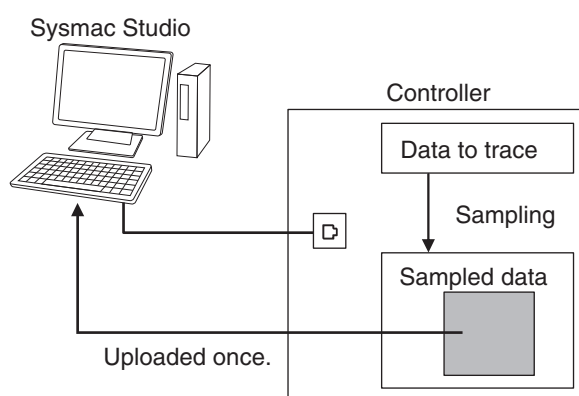 Sysmac Studio
Controller
Data to trace
Sampling
Sampled data
Uploaded once.